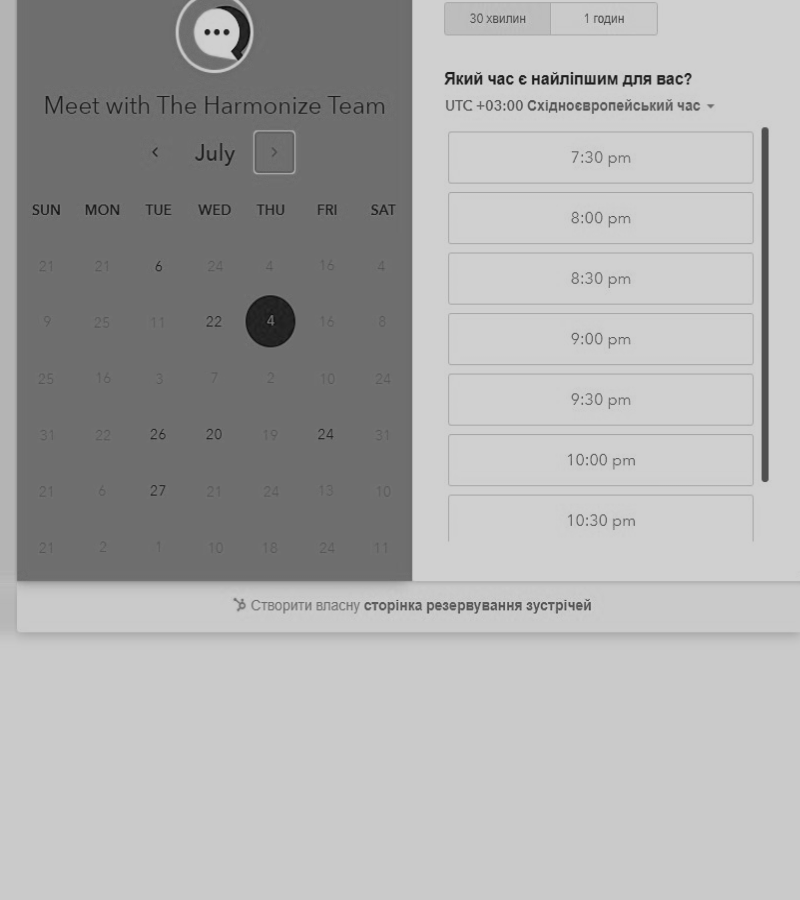 30 хвилин 1 годин
Meet with The Harmonize Team
July
SUN MON TUE WED THU FRI SAT
21 21 6 24 4 16 4
9 25 11 22 4 16 8
25 16 3 7 2 10 24
31 22 26 20 19 24 31
21 6 27 21 24 13 10
21 2 1 10 18 24 11
Який час є найліпшим для вас?
UTC +03:00 Східноєвропейський час
7:30 pm
8:00 pm
8:30 pm
9:00 pm
9:30 pm
10:00 pm
10:30 pm
Створити власну сторінка резервування зустрічей